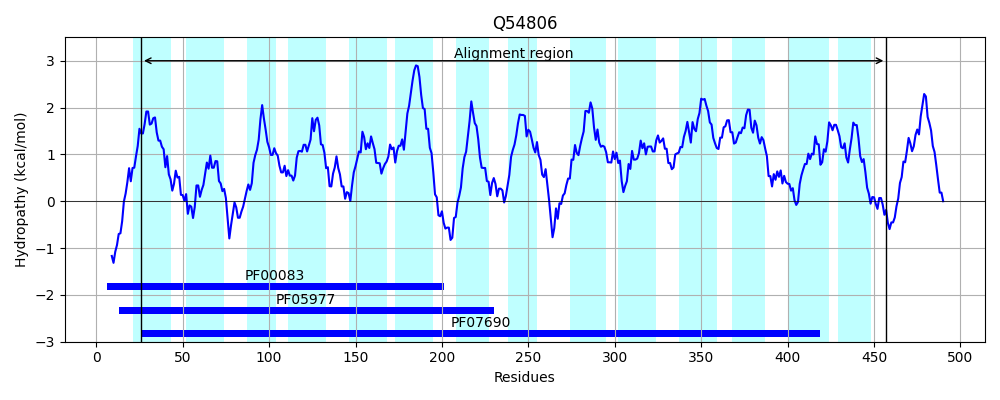 Q54806
Hydropathy (kcal/mol)
3
2
1
0
−1
−2
−3
Alignment region
PF00083
PF05977
PF07690
0 50 100 150 200 250 300 350 400 450 500
Residues